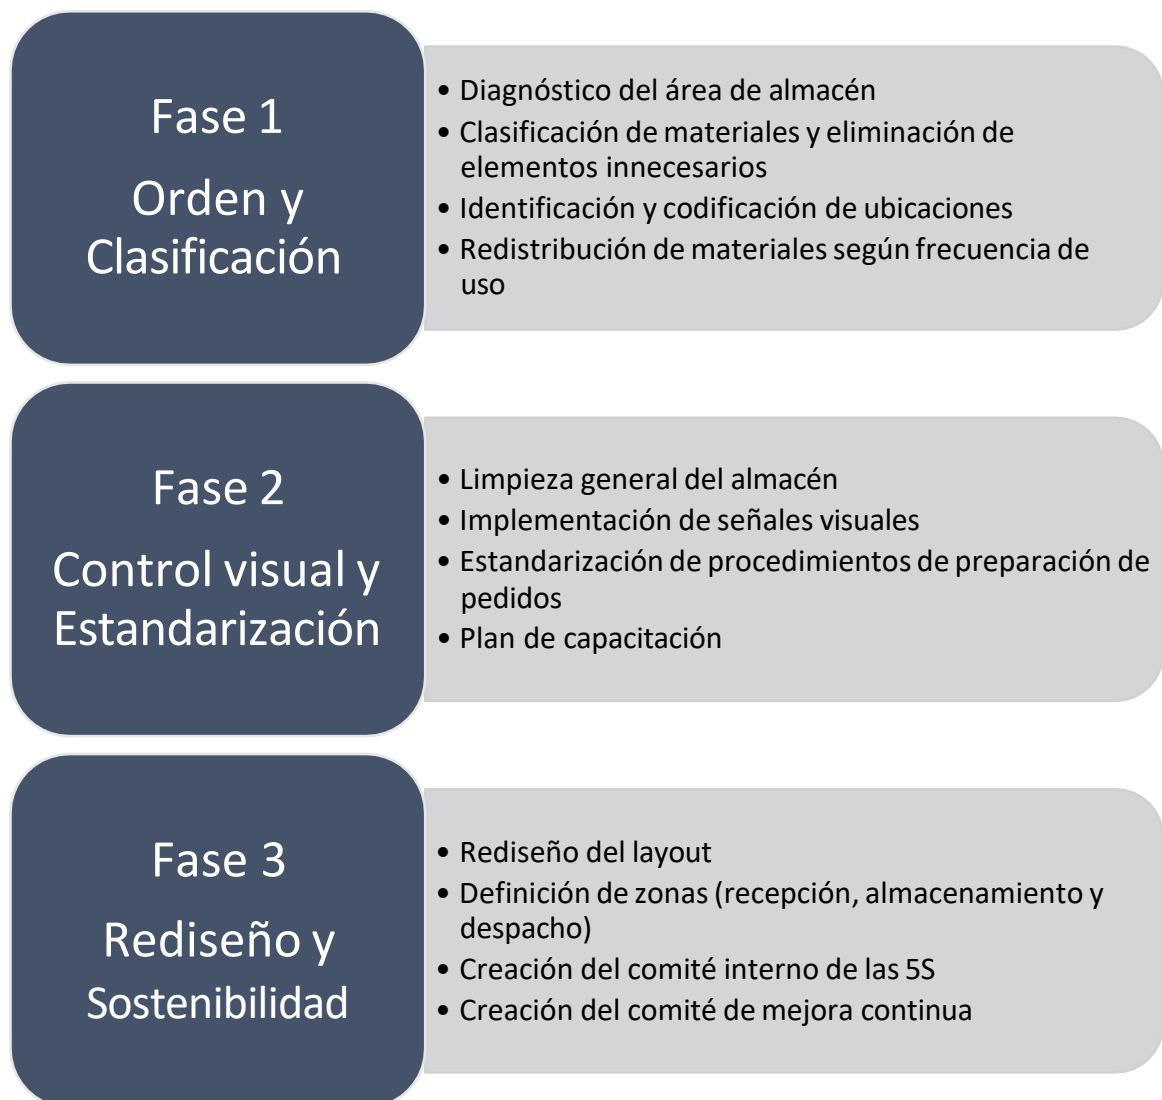 Fase 1
Orden y
Clasificación
• Diagnóstico del área de almacén
• Clasificación de materiales y eliminación de
elementos innecesarios
• Identificación y codificación de ubicaciones
• Redistribución de materiales según frecuencia de
uso
Fase 2
Control visual y
Estandarización
• Limpieza general del almacén
• Implementación de señales visuales
• Estandarización de procedimientos de preparación de
pedidos
• Plan de capacitación
Fase 3
Rediseño y
Sostenibilidad
• Rediseño del layout
• Definición de zonas (recepción, almacenamiento y
despacho)
• Creación del comité interno de las 5S
• Creación del comité de mejora continua